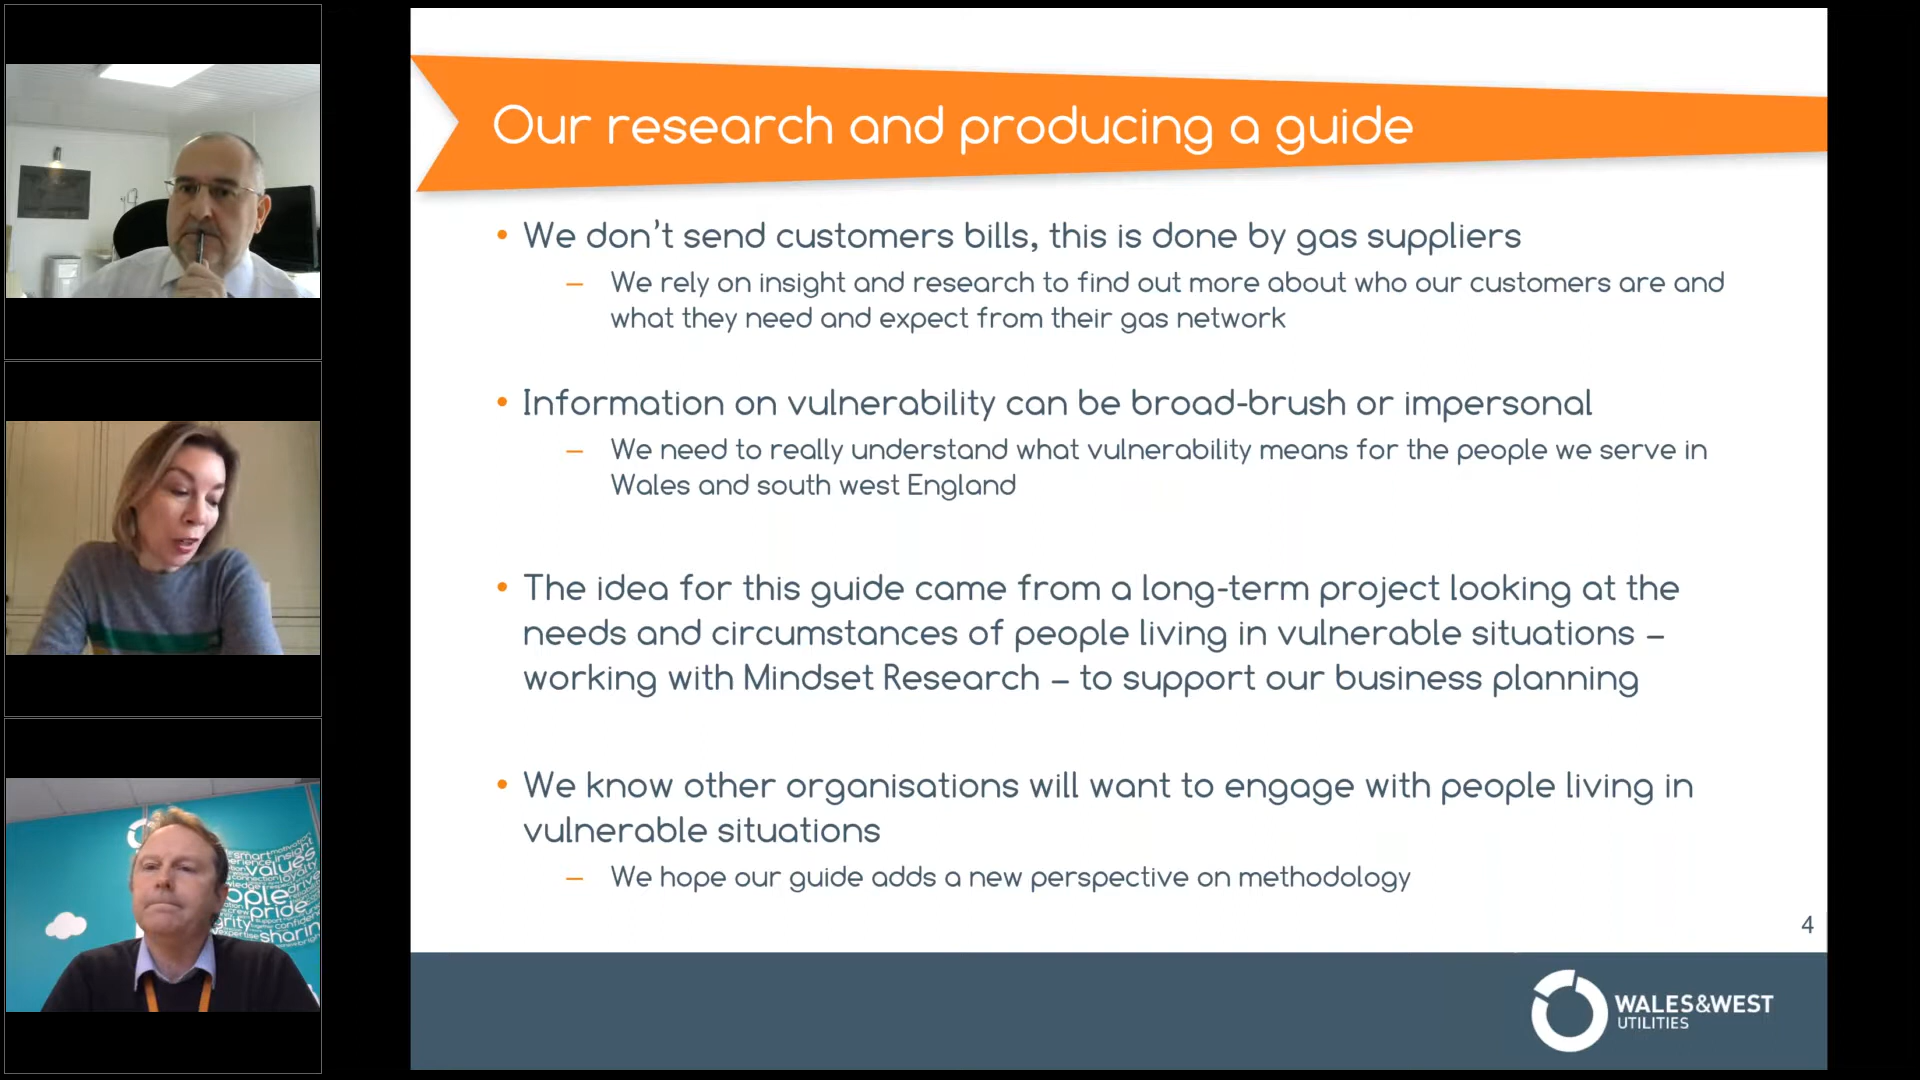 Our research and producing a guide
• We don't send customers bills, this is done by gas suppliers
– We rely on insight and research to find out more about who our customers are and
what they need and expect from their gas network
• Information on vulnerability can be broad-brush or impersonal
– We need to really understand what vulnerability means for the people we serve in
Wales and south west England
• The idea for this guide came from a long-term project looking at the
needs and circumstances of people living in vulnerable situations –
working with Mindset Research – to support our business planning
• We know other organisations will want to engage with people living in
vulnerable situations
– We hope our guide adds a new perspective on methodology
4
WALES&WEST
UTILITIES
smart
insight
values
pride